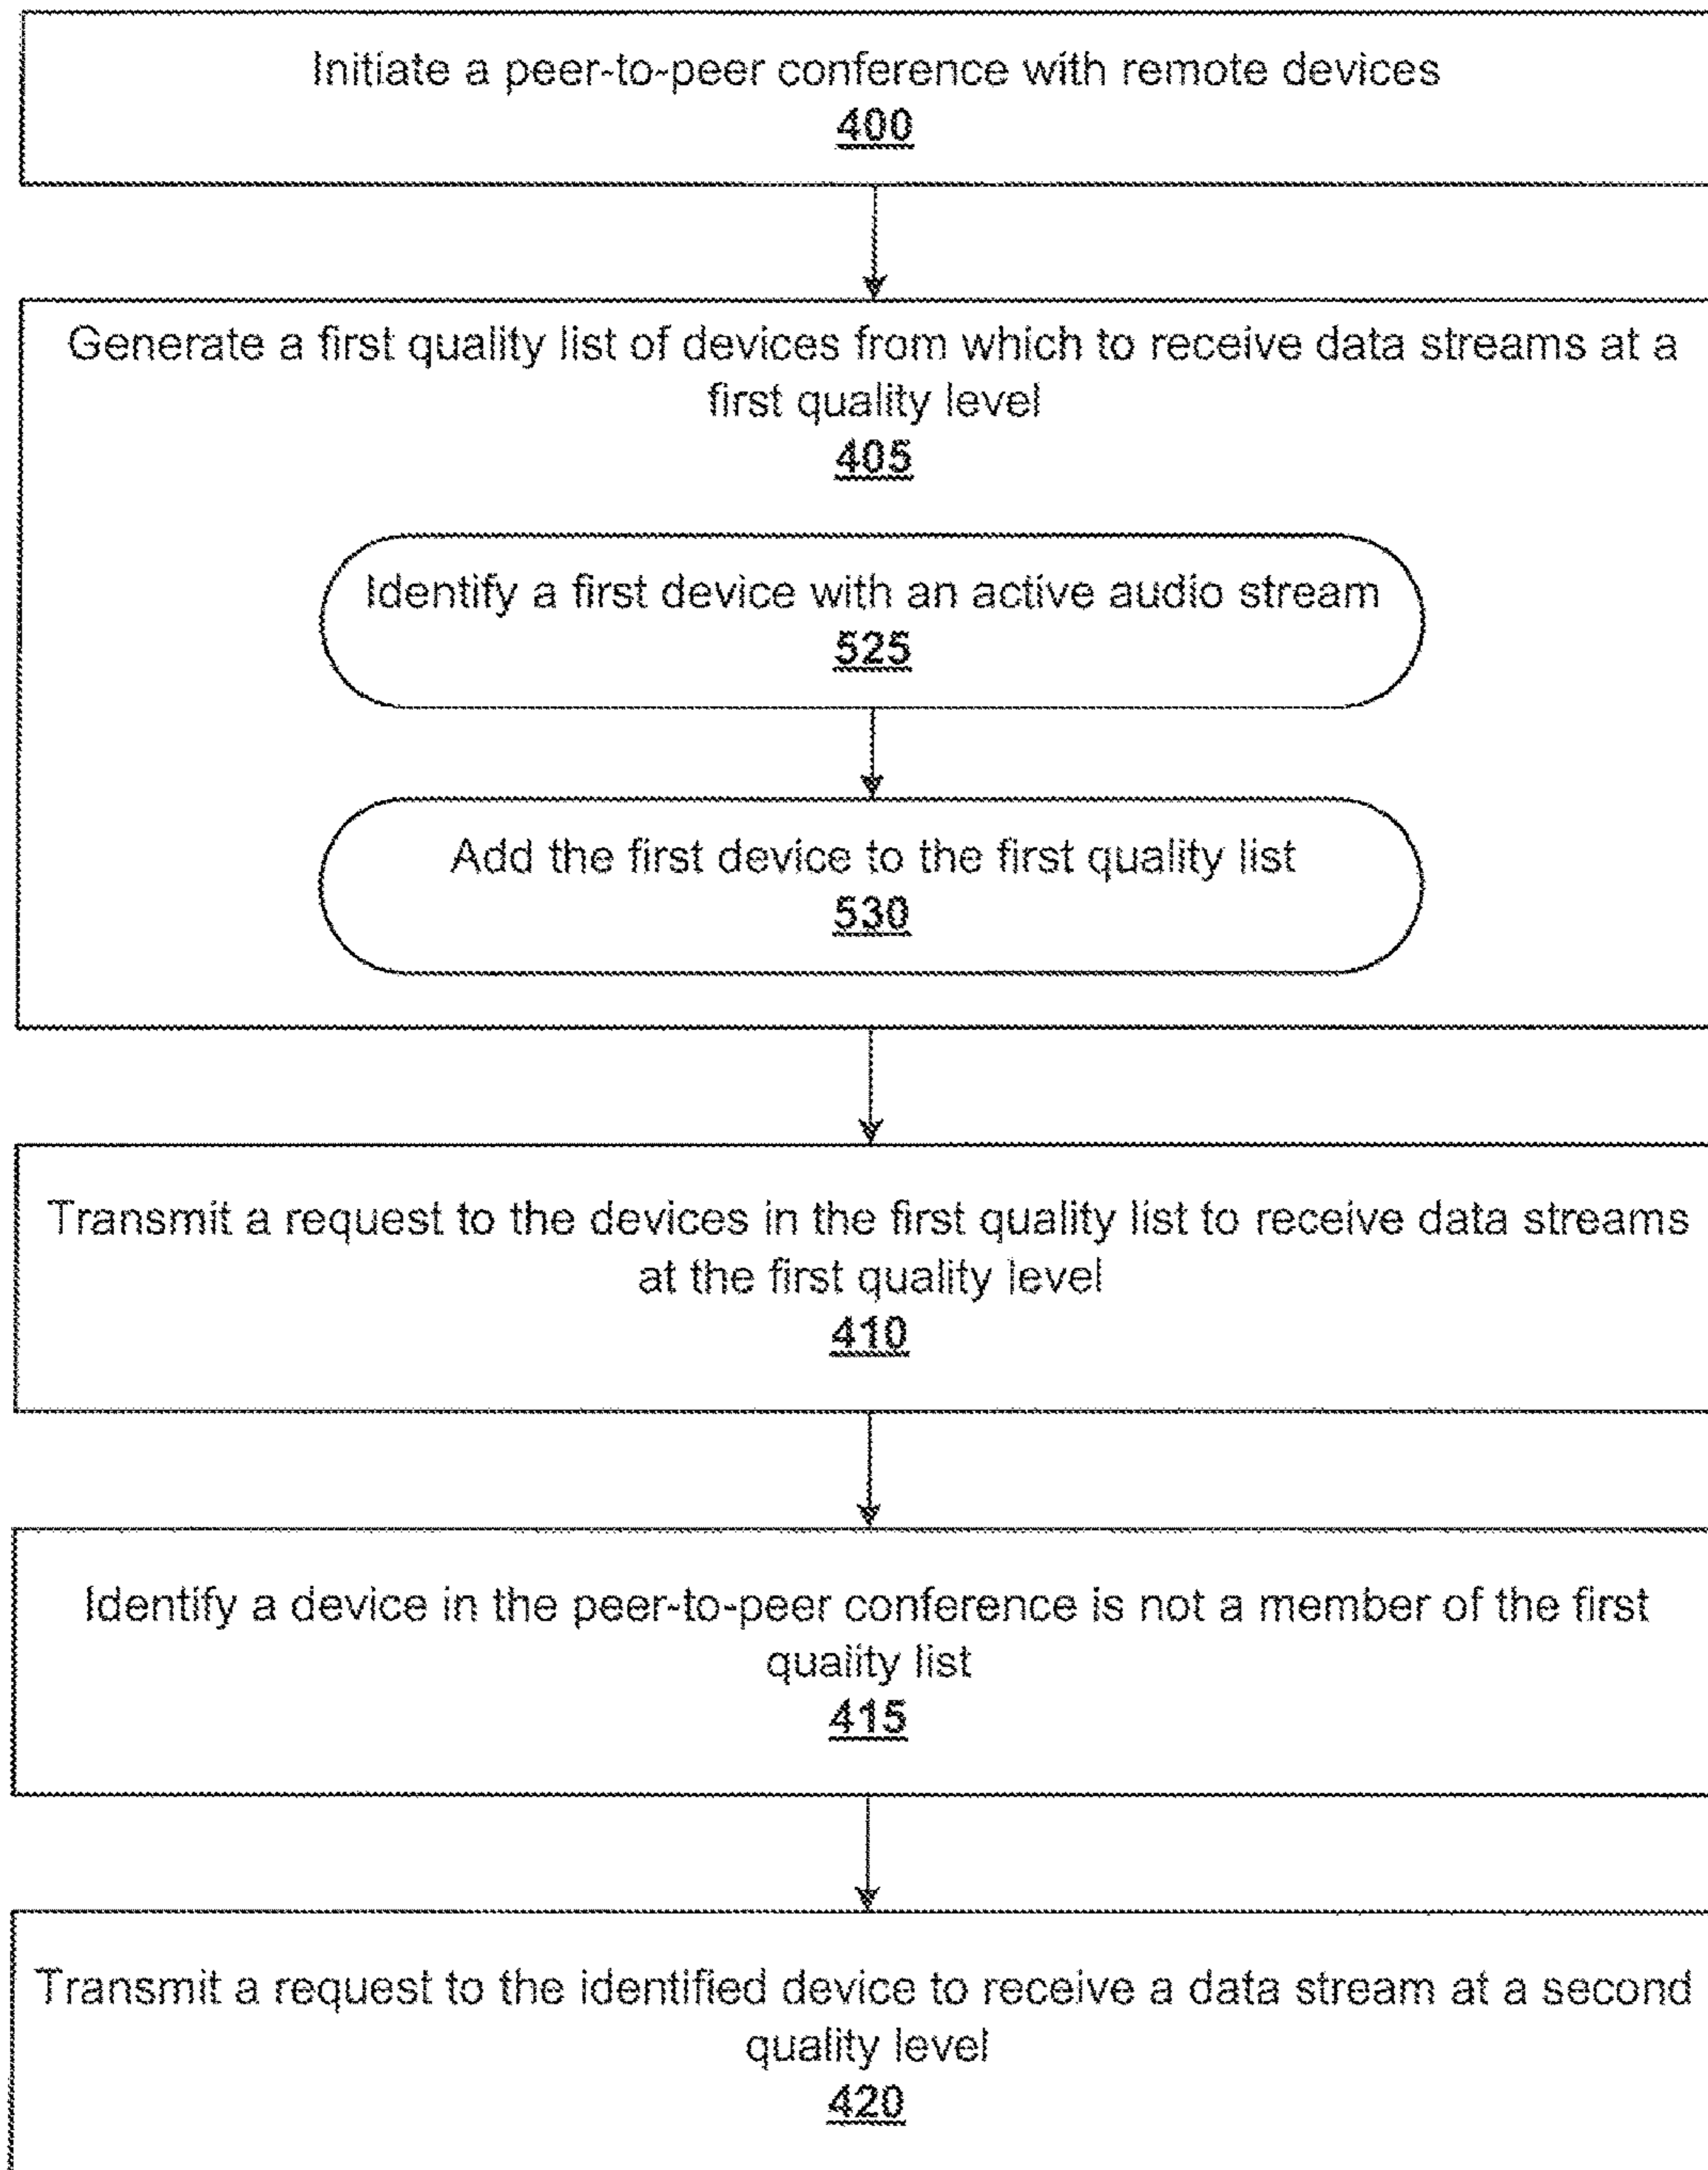 Initiate a peer-to-peer conference with remote devices
400
Generate a first quality list of devices from which to receive data streams at a
first quality level
405
Identify a first device with an active audio stream
525
Add the first device to the first quality list
530
Transmit a request to the devices in the first quality list to receive data streams
at the first quality level
410
Identify a device in the peer-to-peer conference is not a member of the first
quality list
415
Transmit a request to the identified device to receive a data stream at a second
quality level
420